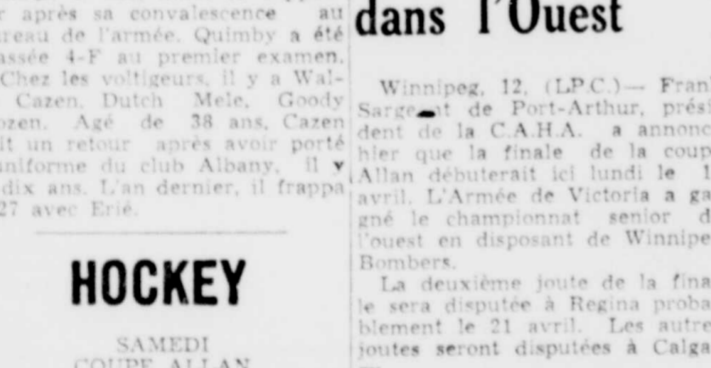 après sa convalescence au
de l'armée. Quimby a été
4-F au premier examen.
Chez les voltigeurs, il y a Wal-
Cazen, Dutch Mele, Goody
Agé de 38 ans, Cazen
un retour après avoir porté
uniforme du club Albany, il y
dix ans. L'an dernier, il frappa
27 avec Erié.
HOCKEY
SAMEDI
COUPE ALLAN
dans l'Ouest
Winnipeg, 12, (L.P.C.)— Fran
de Port-Arthur, prési
dent de la C.A.H.A. a annonc
hier que la finale de la coup
Allan débuterait ici lundi le 1
avril. L'Armée de Victoria a ga
gné le championnat senior d
l'ouest en disposant de Winnipe
Bombers.
La deuxième joute de la fina
le sera disputée à Regina proba
blement le 21 avril. Les autre
joutes seront disputées à Calga